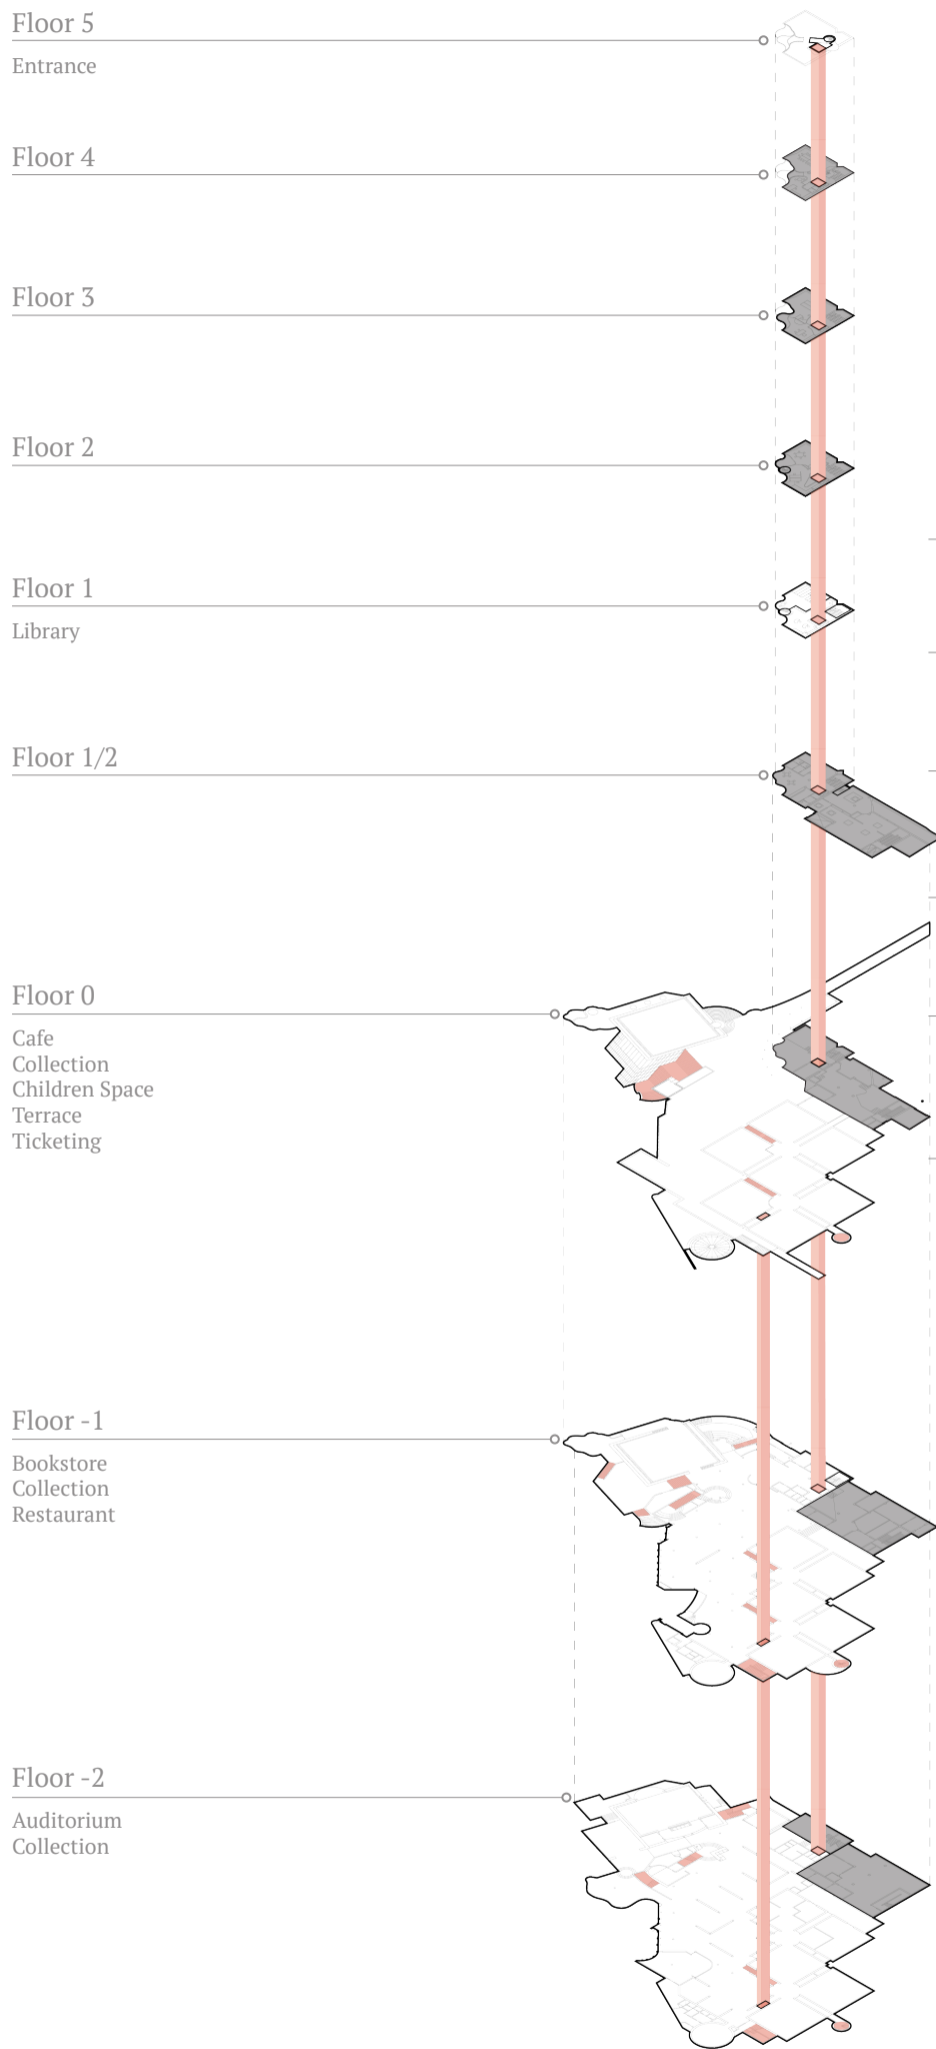 Floor 5
Entrance
Floor 4
Floor 3
Floor 2
Floor 1
Library
Floor 1/2
Floor 0
Cafe
Collection
Children Space
Terrace
Ticketing
Floor -1
Bookstore
Collection
Restaurant
Floor -2
Auditorium
Collection